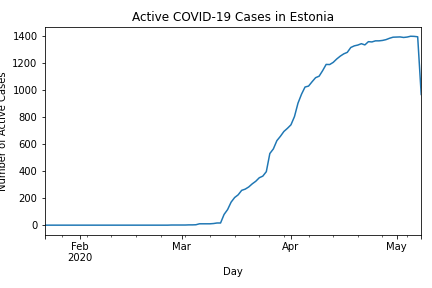 Active COVID-19 Cases in Estonia
Number of Active Cases
1400
1200
1000
800
600
400
200
0
Feb
2020
Mar
Apr
May
Day